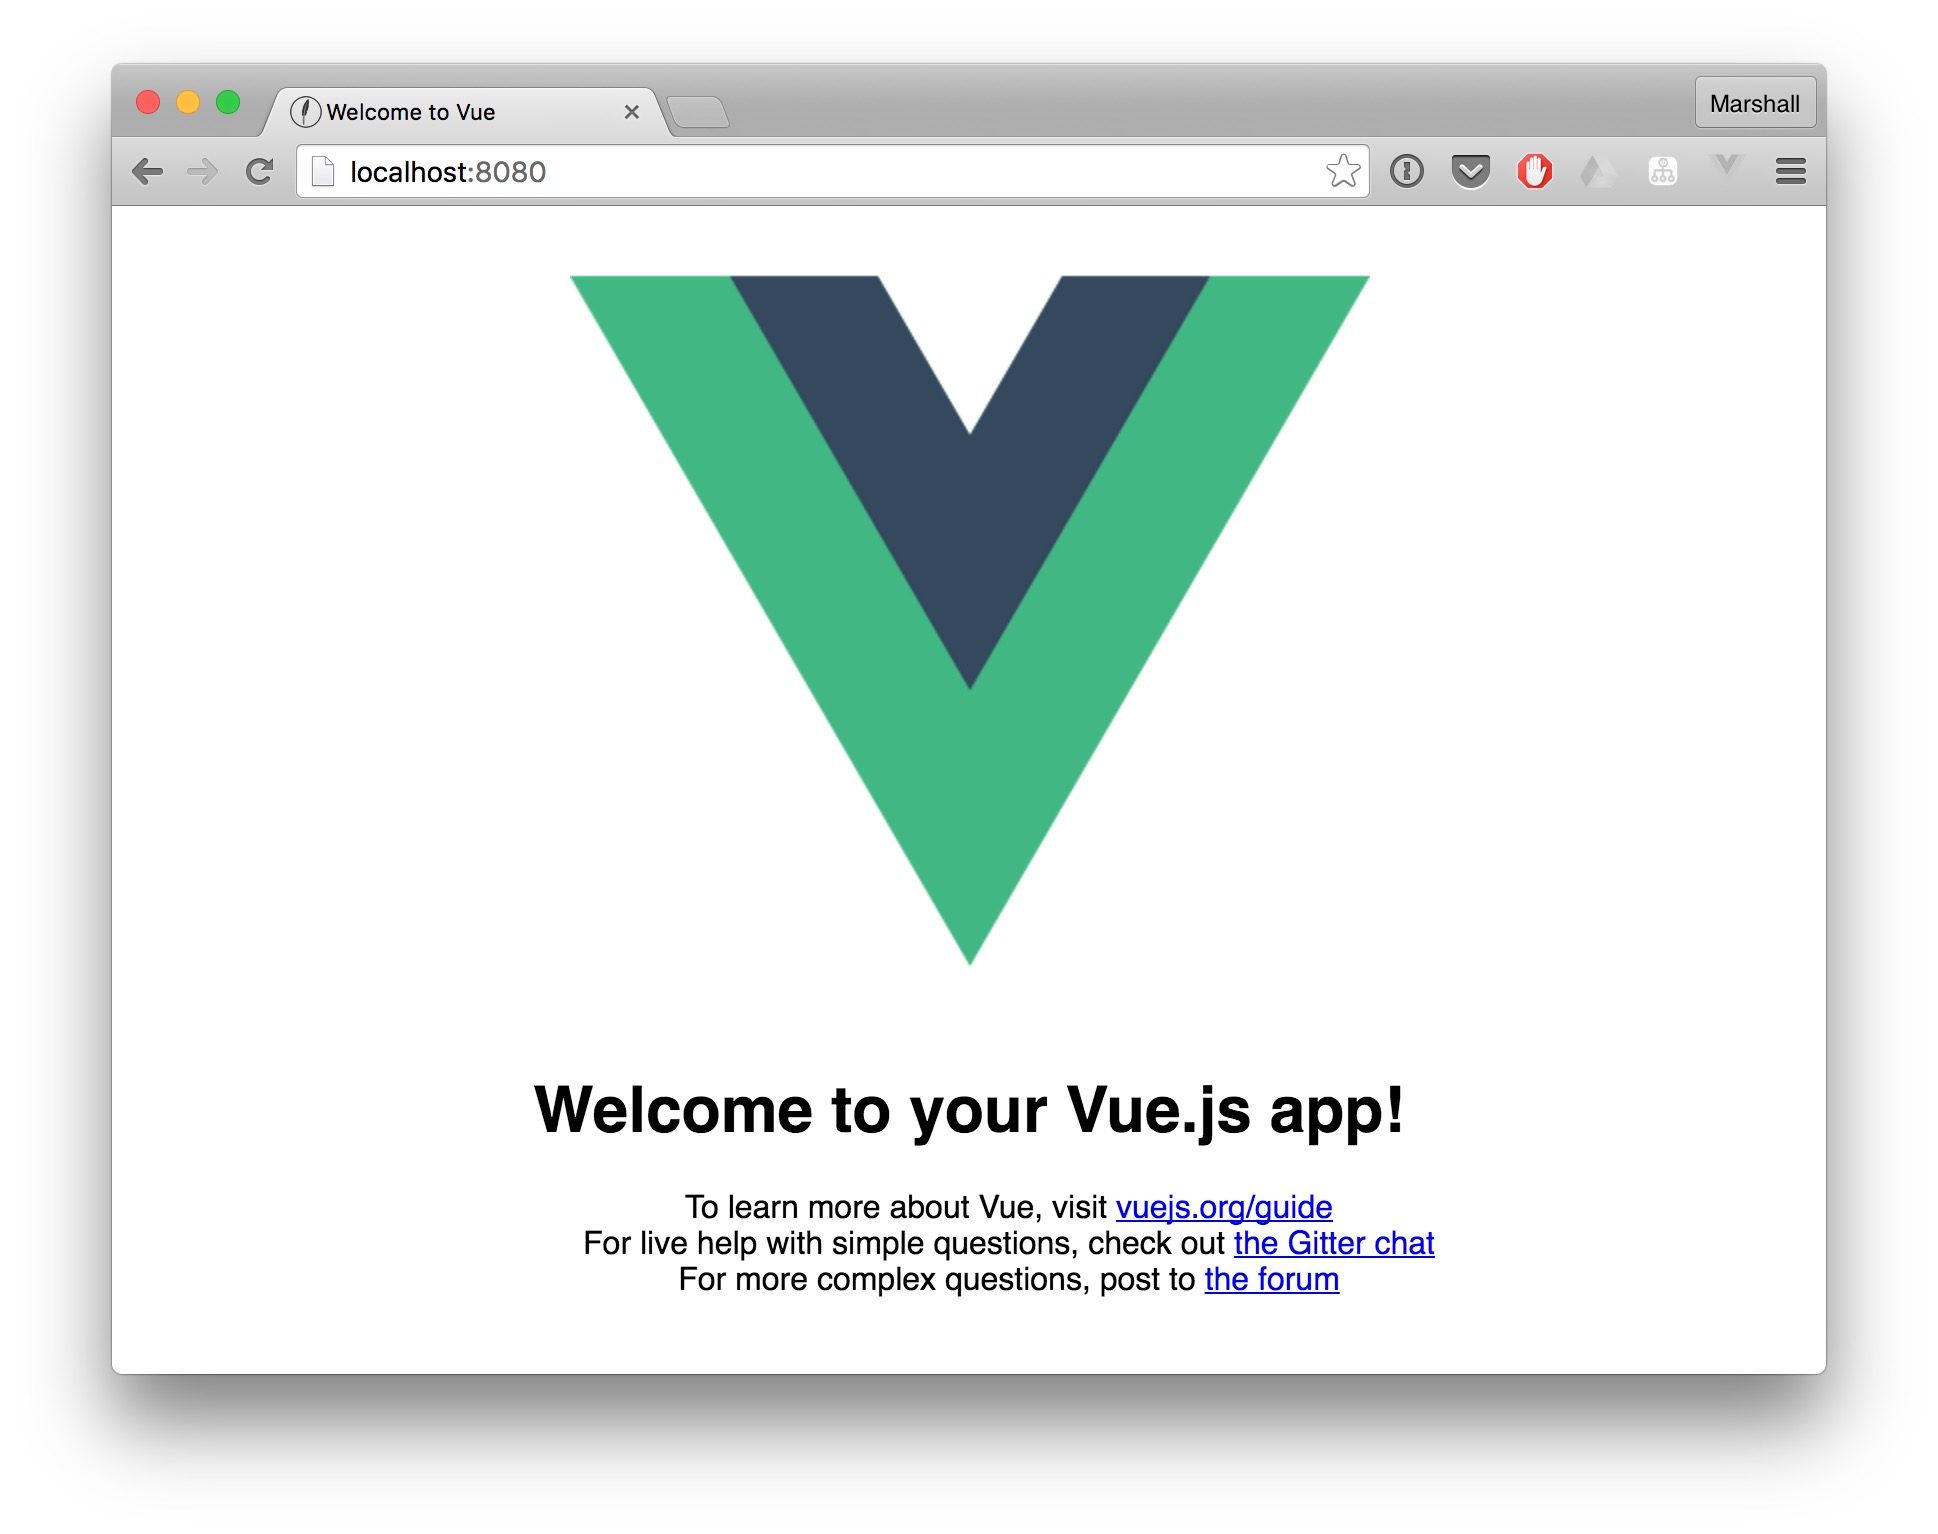 Welcome to Vue
Marshall
localhost:8080
Welcome to your Vue.js app!
To learn more about Vue, visit vuejs.org/guide
For live help with simple questions, check out the Gitter chat
For more complex questions, post to the forum